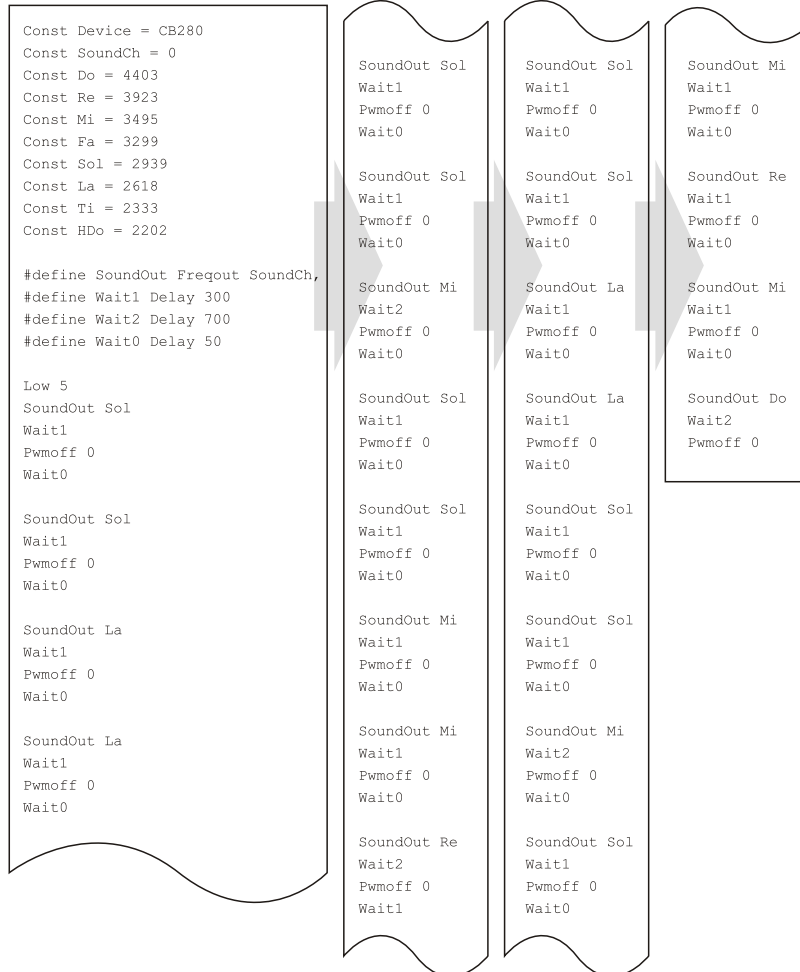 Const Device = CB280
Const SoundCh = 0
Const Do = 4403
Const Re = 3923
Const Mi = 3495
Const Fa = 3299
Const Sol = 2939
Const La = 2618
Const Ti = 2333
Const HDo = 2202
#define SoundOut Freqout SoundCh,
#define Wait1 Delay 300
#define Wait2 Delay 700
#define Wait0 Delay 50
Low 5
SoundOut Sol
Wait1
Pwmoff 0
Wait0
SoundOut Sol
Wait1
Pwmoff 0
Wait0
SoundOut La
Wait1
Pwmoff 0
Wait0
SoundOut La
Wait1
Pwmoff 0
Wait0
SoundOut Sol
Wait1
Pwmoff 0
Wait0
SoundOut Sol
Wait1
Pwmoff 0
Wait0
SoundOut Mi
Wait2
Pwmoff 0
Wait0
SoundOut Sol
Wait1
Pwmoff 0
Wait0
SoundOut Sol
Wait1
Pwmoff 0
Wait0
SoundOut Mi
Wait1
Pwmoff 0
Wait0
SoundOut Mi
Wait1
Pwmoff 0
Wait0
SoundOut Re
Wait2
Pwmoff 0
Wait1
SoundOut Sol
Wait1
Pwmoff 0
Wait0
SoundOut Sol
Wait1
Pwmoff 0
Wait0
SoundOut La
Wait1
Pwmoff 0
Wait0
SoundOut La
Wait1
Pwmoff 0
Wait0
SoundOut Sol
Wait1
Pwmoff 0
Wait0
SoundOut Sol
Wait1
Pwmoff 0
Wait0
SoundOut Mi
Wait2
Pwmoff 0
Wait0
SoundOut Sol
Wait1
Pwmoff 0
Wait0
SoundOut Mi
Wait1
Pwmoff 0
Wait0
SoundOut Re
Wait1
Pwmoff 0
Wait0
SoundOut Mi
Wait1
Pwmoff 0
Wait0
SoundOut Do
Wait2
Pwmoff 0